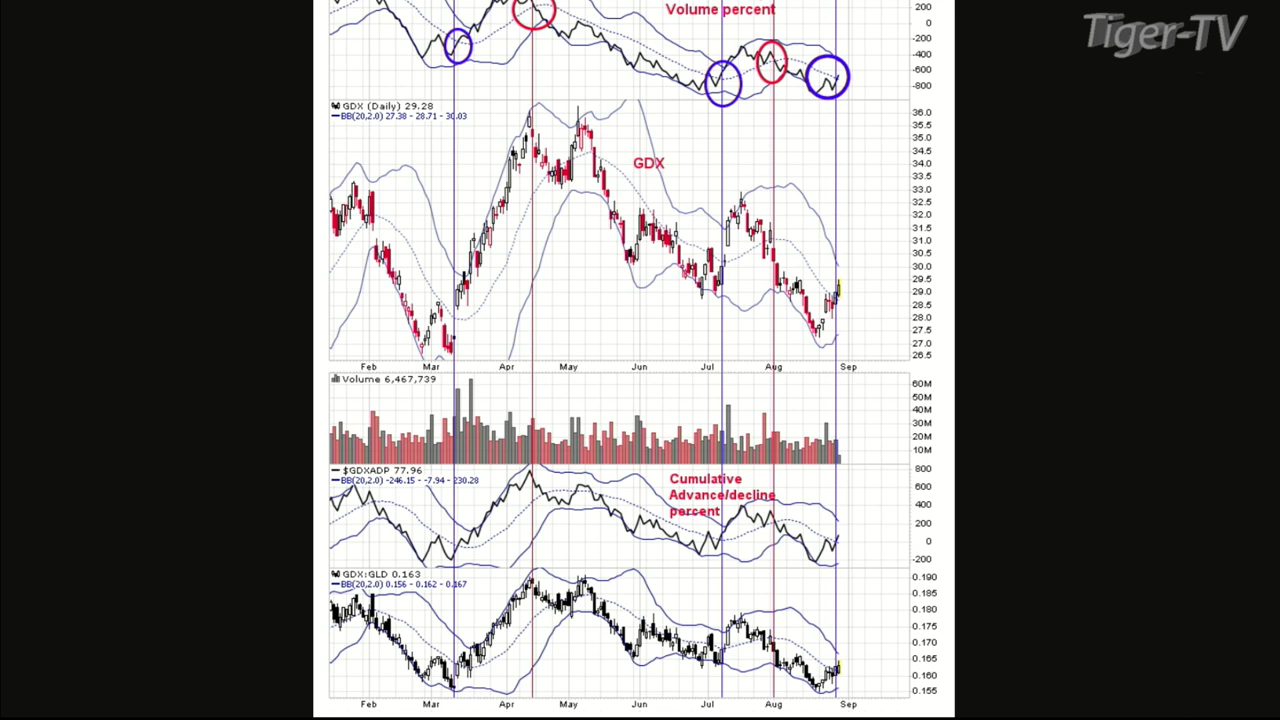 Tiger-TV
Volume percent
200
0
-200
-400
-600
-800
GDX (Daily) 29.28
BB(20,2.0) 27.38 - 28.71 - 30.03
GDX
36.0
35.5
35.0
34.5
34.0
33.5
33.0
32.5
32.0
31.5
31.0
30.5
30.0
29.5
29.0
28.5
28.0
27.5
27.0
26.5
Feb Mar Apr May Jun Jul Aug Sep
Volume 6,467,739
60M
50M
40M
30M
20M
10M
$GDXADP 77.96
BB(20,2.0) -246.15 - -7.94 - 230.28
Cumulative
Advance/decline
percent
800
600
400
200
0
-200
GDX:GLD 0.163
BB(20,2.0) 0.156 - 0.162 - 0.167
0.190
0.185
0.180
0.175
0.170
0.165
0.160
0.155
Feb Mar Apr May Jun Jul Aug Sep